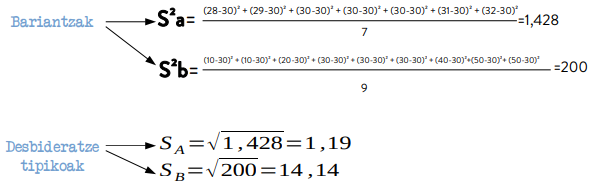 Bariantzak
S²a= (28-30)² + (29-30)² + (30-30)² + (30-30)² + (30-30)² + (31-30)² + (32-30)² / 7 =1,428
S²b= (10-30)² + (10-30)² + (20-30)² + (30-30)² + (30-30)² + (30-30)² + (40-30)²+(50-30)² + (50-30)² / 9 =200
Desbideratze
tipikoak
S_A=√1,428=1,19
S_B=√200=14,14